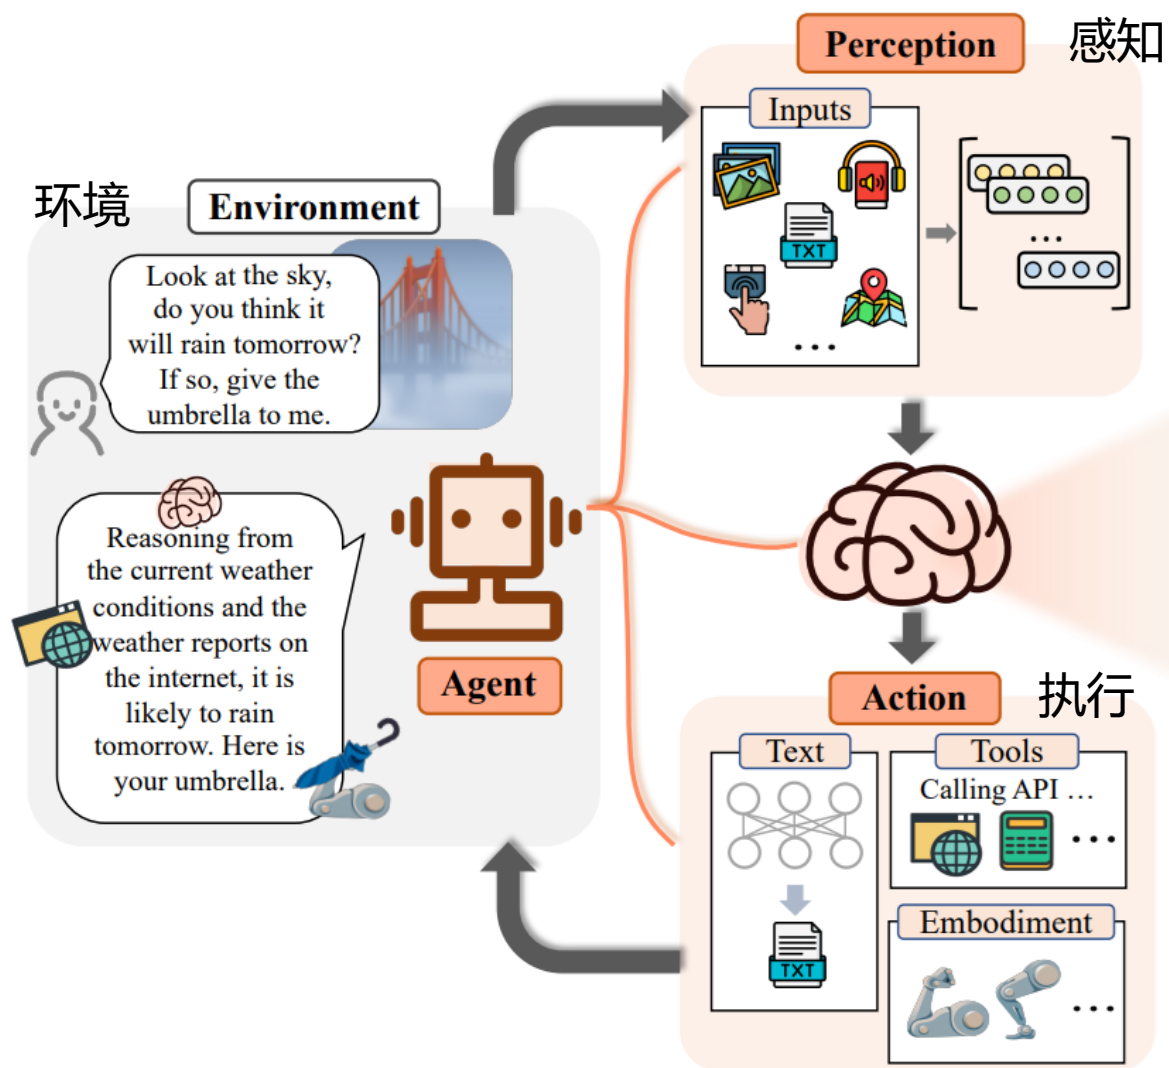 环境
Environment
Look at the sky,
do you think it
will rain tomorrow?
If so, give the
umbrella to me.
Reasoning from
the current weather
conditions and the
weather reports on
the internet, it is
likely to rain
tomorrow. Here is
your umbrella.
Agent
Perception
感知
Inputs
TXT
...
...
Action
执行
Text
TXT
Tools
Calling API ...
...
Embodiment
...